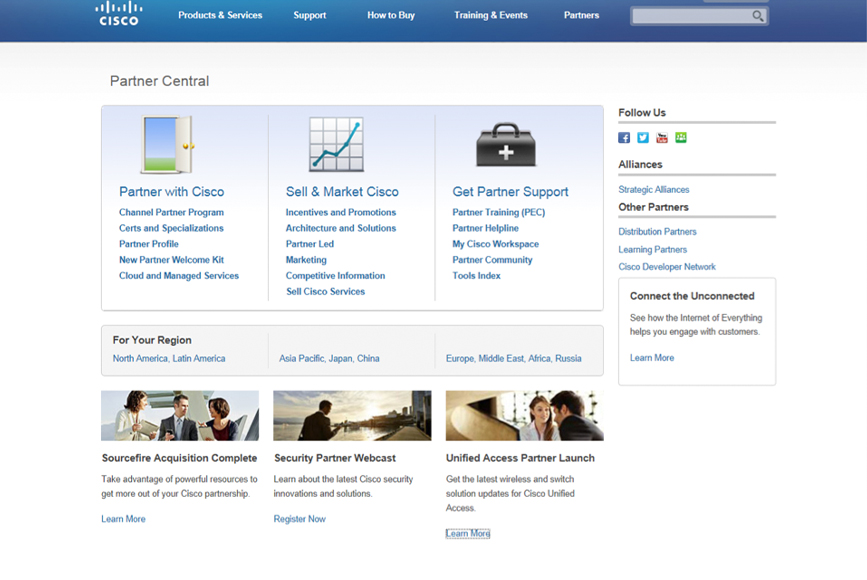 CISCO
Products & Services
Support
How to Buy
Training & Events
Partners
Partner Central
Partner with Cisco
Channel Partner Program
Certs and Specializations
Partner Profile
New Partner Welcome Kit
Cloud and Managed Services
Sell & Market Cisco
Incentives and Promotions
Architecture and Solutions
Partner Led
Marketing
Competitive Information
Sell Cisco Services
Get Partner Support
Partner Training (PEC)
Partner Helpline
My Cisco Workspace
Partner Community
Tools Index
Follow Us
You
Tube
Alliances
Strategic Alliances
Other Partners
Distribution Partners
Learning Partners
Cisco Developer Network
Connect the Unconnected
See how the Internet of Everything
helps you engage with customers.
Learn More
For Your Region
North America, Latin America
Asia Pacific, Japan, China
Europe, Middle East, Africa, Russia
Sourcefire Acquisition Complete
Take advantage of powerful resources to
get more out of your Cisco partnership.
Learn More
Security Partner Webcast
Learn about the latest Cisco security
innovations and solutions.
Register Now
Unified Access Partner Launch
Get the latest wireless and switch
solution updates for Cisco Unified
Access.
Learn More